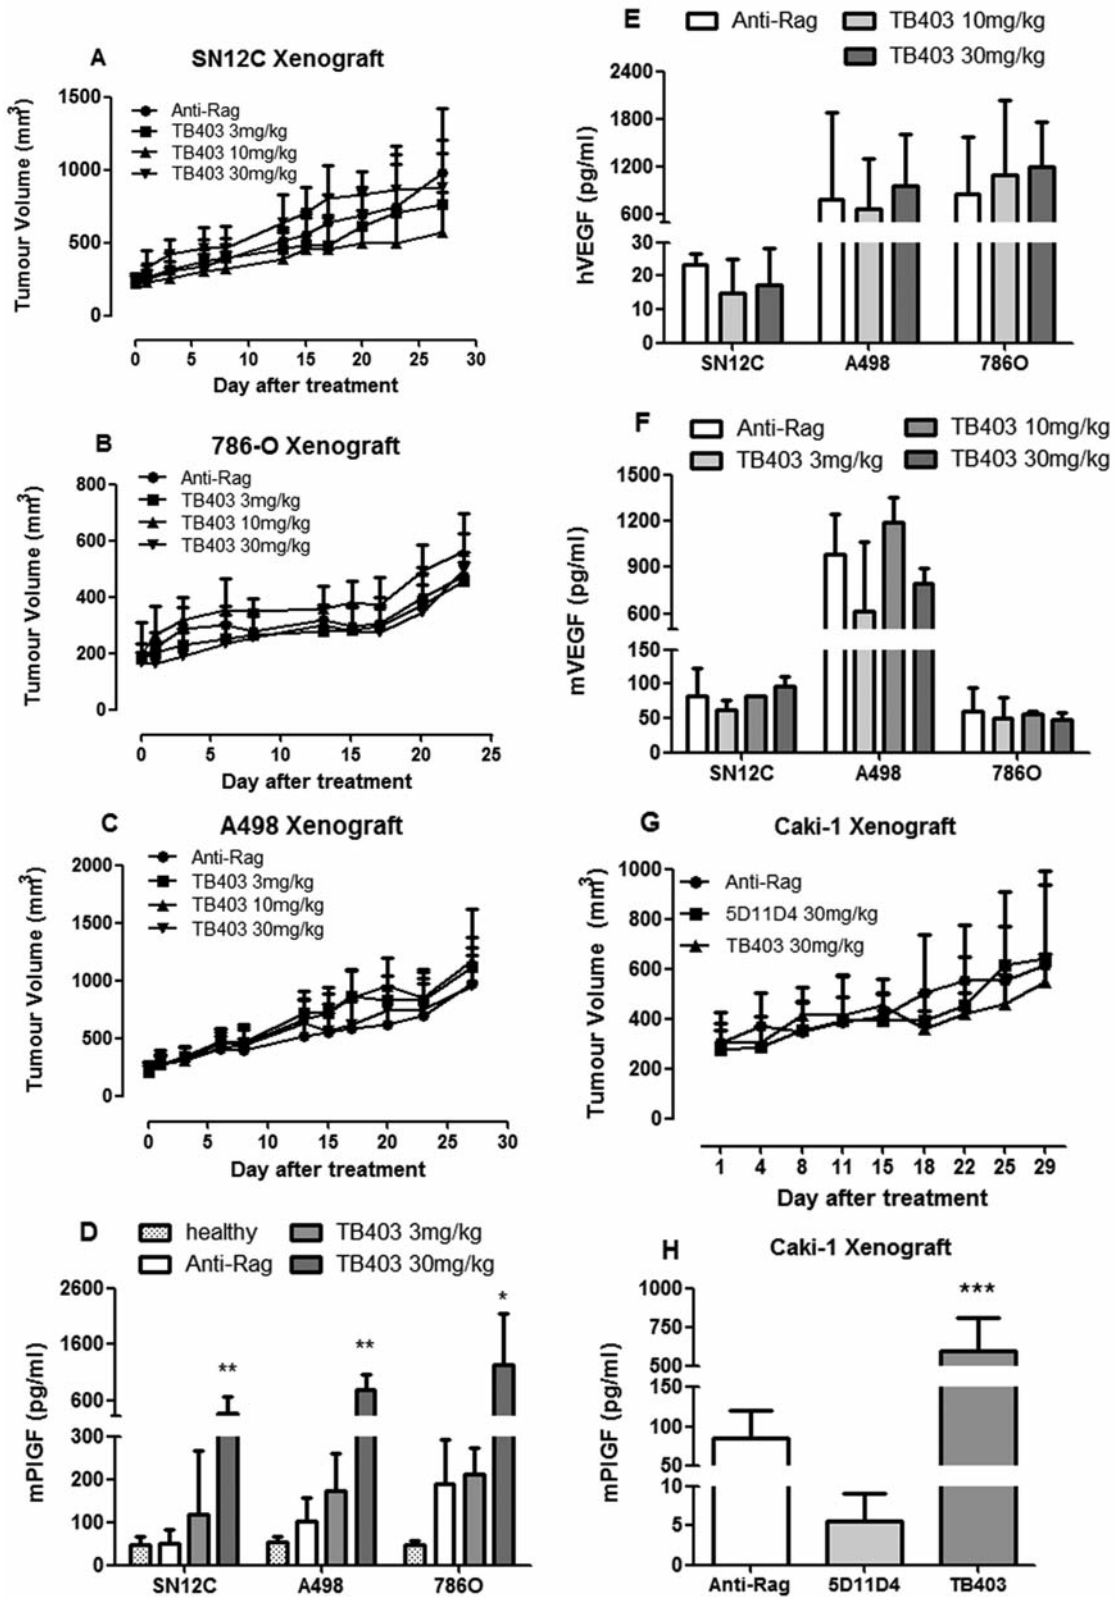 A
SN12C Xenograft
Tumour Volume (mm3)
1500
1000
500
0
Anti-Rag
TB403 3mg/kg
TB403 10mg/kg
TB403 30mg/kg
0 5 10 15 20 25 30
Day after treatment
B
786-O Xenograft
Tumour Volume (mm3)
800
600
400
200
0
Anti-Rag
TB403 3mg/kg
TB403 10mg/kg
TB403 30mg/kg
0 5 10 15 20 25
Day after treatment
C
A498 Xenograft
Tumour Volume (mm3)
2000
1500
1000
500
0
Anti-Rag
TB403 3mg/kg
TB403 10mg/kg
TB403 30mg/kg
0 5 10 15 20 25 30
Day after treatment
D
healthy TB403 3mg/kg
Anti-Rag TB403 30mg/kg
mPlGF (pg/ml)
2600
1600
600
300
200
100
0
** ** *
SN12C A498 786O
E
Anti-Rag TB403 10mg/kg
TB403 30mg/kg
hVEGF (pg/ml)
2400
1800
1200
600
30
20
10
0
SN12C A498 786O
F
Anti-Rag TB403 10mg/kg
TB403 3mg/kg TB403 30mg/kg
mVEGF (pg/ml)
1500
1200
900
600
150
100
50
0
SN12C A498 786O
G
Caki-1 Xenograft
Tumour Volume (mm3)
1000
800
600
400
200
0
Anti-Rag
5D11D4 30mg/kg
TB403 30mg/kg
1 4 8 11 15 18 22 25 29
Day after treatment
H
Caki-1 Xenograft
mPlGF (pg/ml)
1000
750
500
150
100
50
10
5
0
***
Anti-Rag 5D11D4 TB403